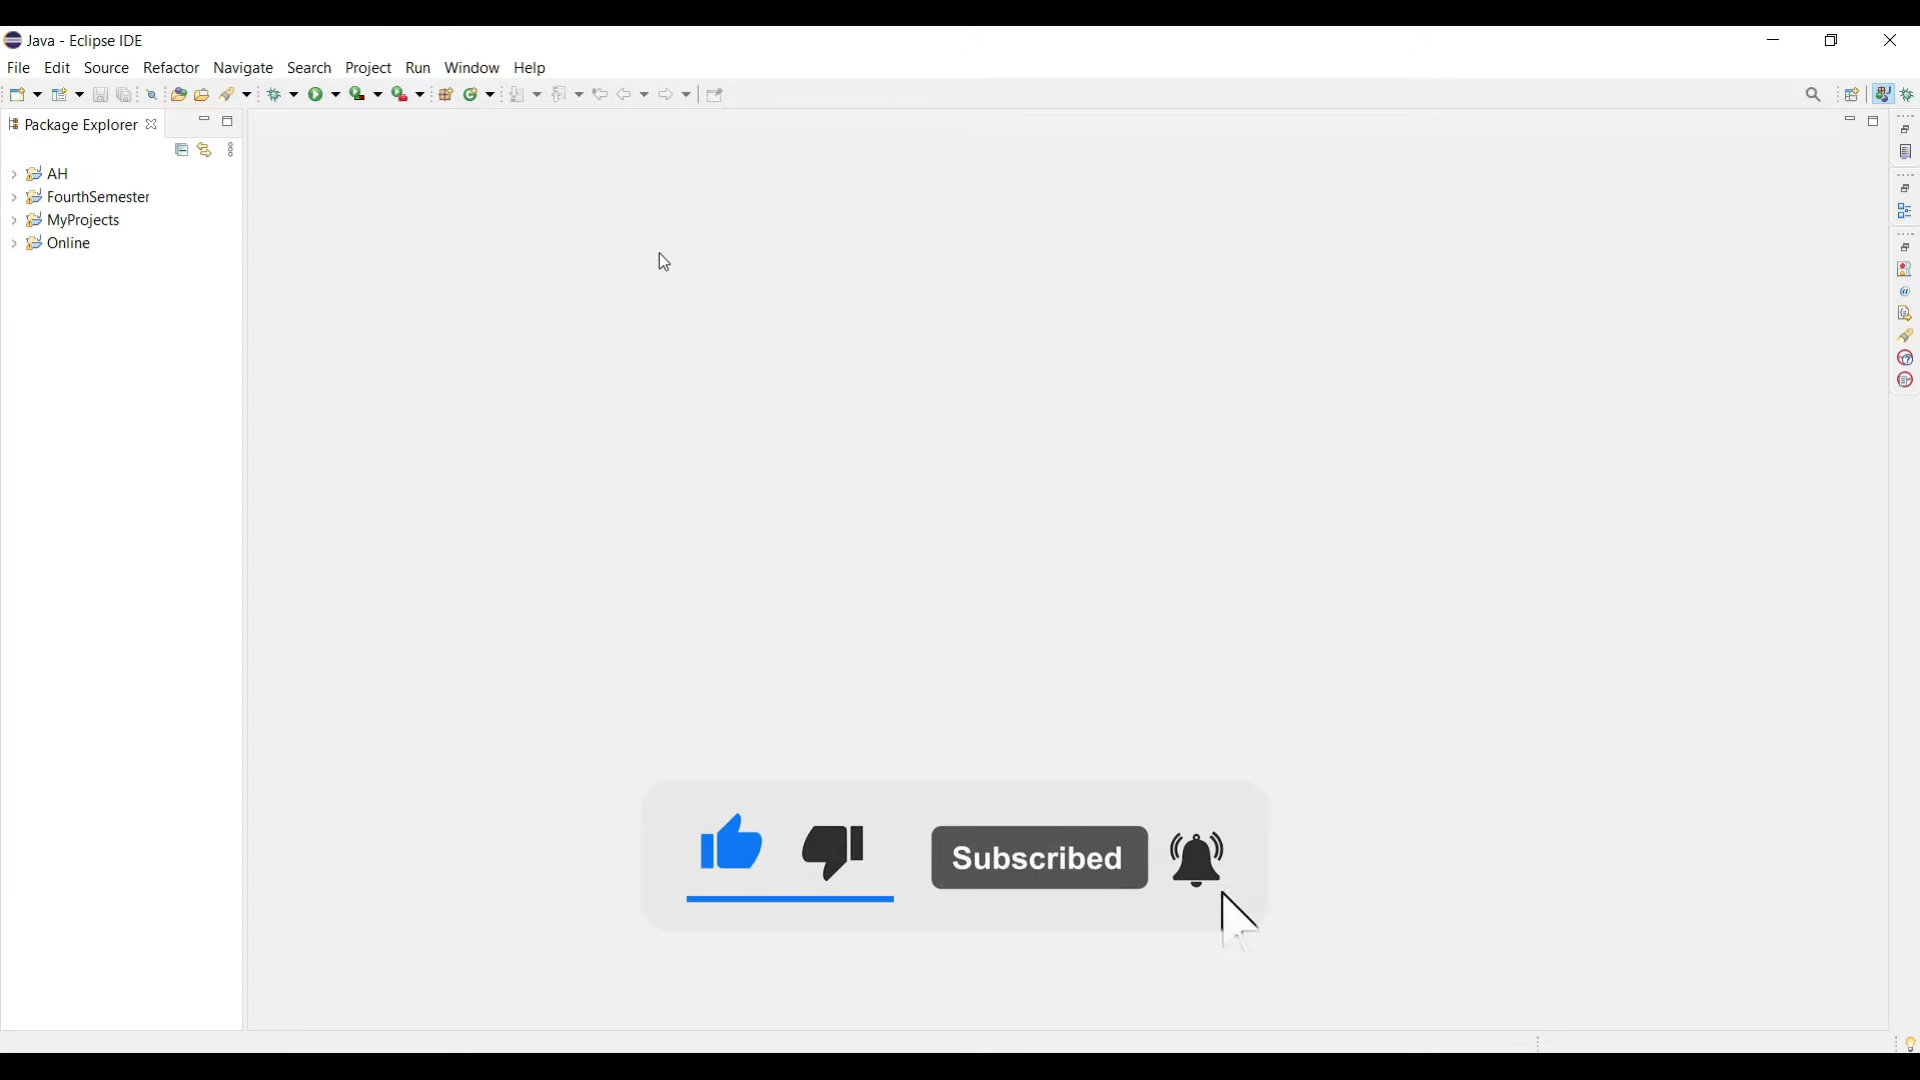 Java - Eclipse IDE
File Edit Source Refactor Navigate Search Project Run Window Help
Package Explorer
AH
FourthSemester
MyProjects
Online
Subscribed